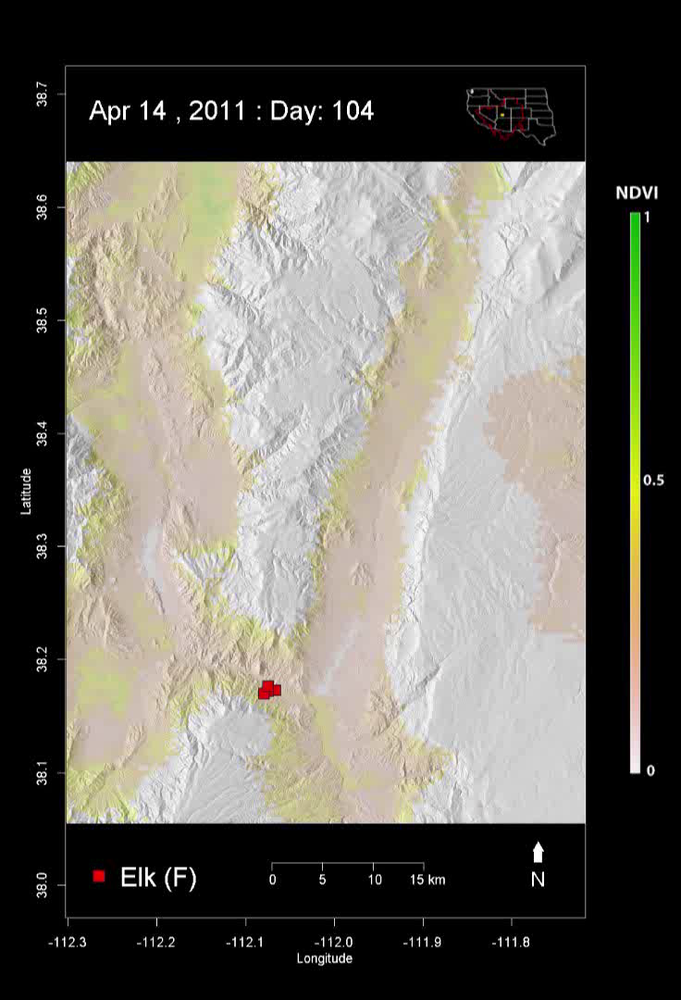 Apr 14 , 2011 : Day: 104
NDVI
1
0.5
0
Latitude
38.7
38.6
38.5
38.4
38.3
38.2
38.1
38.0
Elk (F)
0 5 10 15 km
N
-112.3 -112.2 -112.1 -112.0 -111.9 -111.8
Longitude